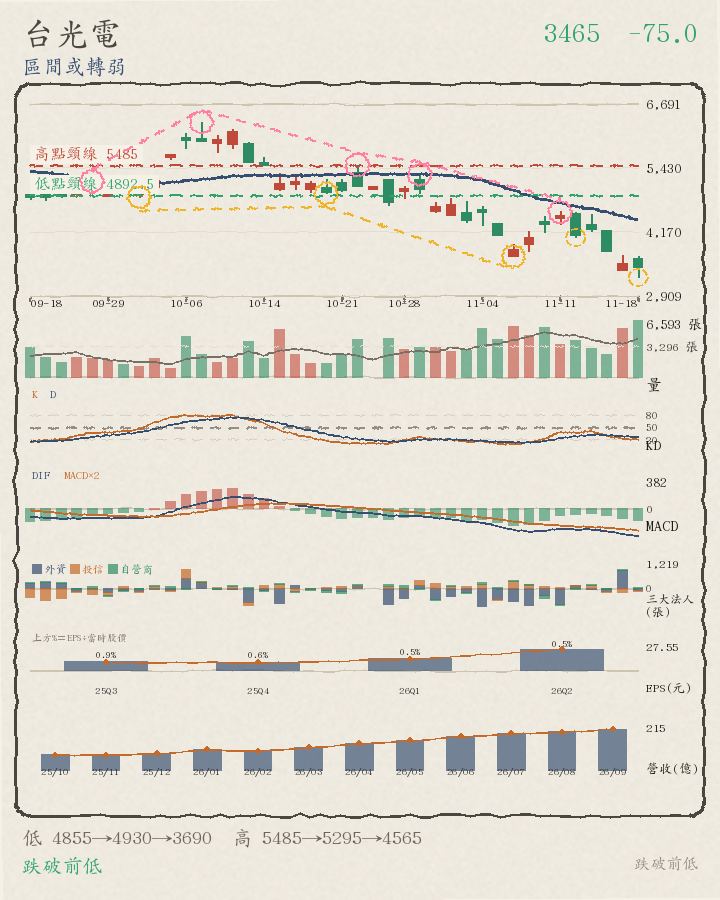 台光電
3465 -75.0
區間或轉弱
6,691
高點頸線 5485
5,430
低點頸線 4892.5
4,170
2,909
09-18 09-29 10-06 10-14 10-21 10-28 11-04 11-11 11-18
6,593 張
3,296 張
量
K D
80
50
20
KD
DIF MACD×2
382
0
MACD
外資 投信 自營商
1,219
0
三大法人
(張)
上方%=EPS÷當時股價
27.55
0.9% 0.6% 0.5% 0.5%
25Q3 25Q4 26Q1 26Q2
EPS(元)
215
25/10 25/11 25/12 26/01 26/02 26/03 26/04 26/05 26/06 26/07 26/08 26/09
營收(億)
低 4855→4930→3690 高 5485→5295→4565
跌破前低
跌破前低